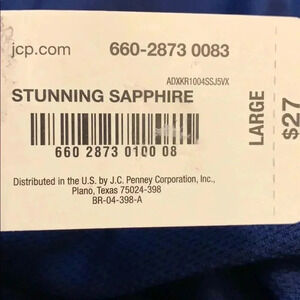 jcp.com 660-2873 0083
ADXKR1004SSJ5VX
STUNNING SAPPHIRE
660 2873 0100 08
Distributed in the U.S. by J.C. Penney Corporation, Inc.,
Plano, Texas 75024-398
BR-04-398-A
LARGE
$27